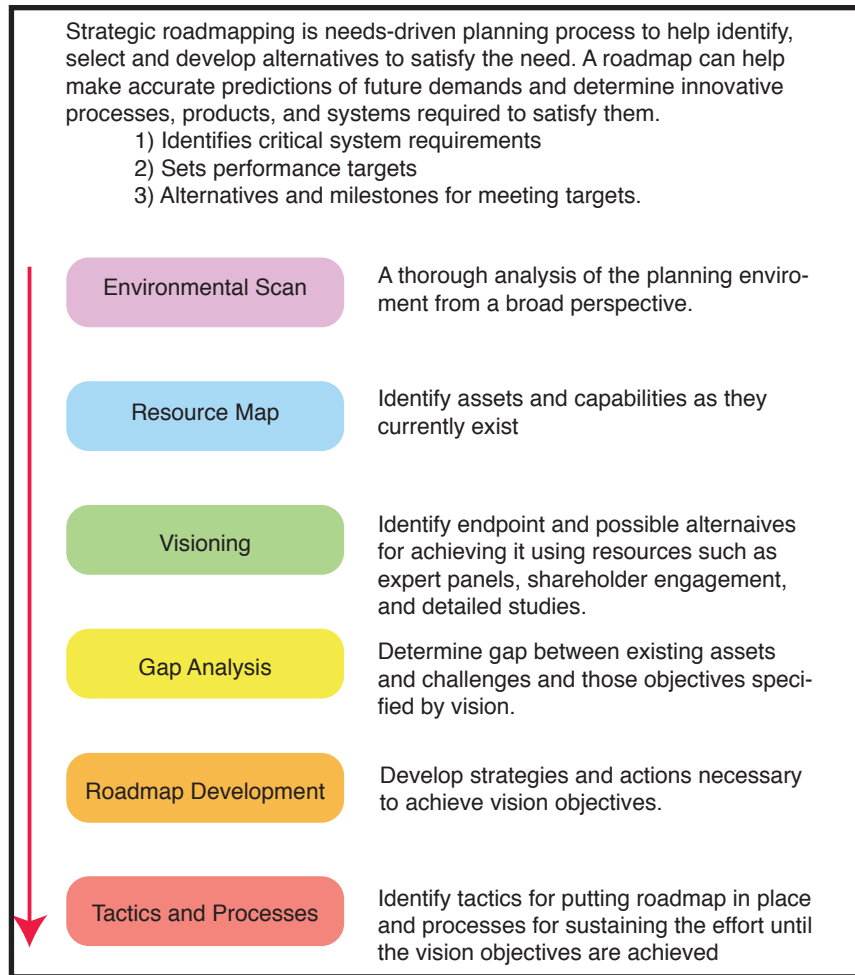 Strategic roadmapping is needs-driven planning process to help identify,
select and develop alternatives to satisfy the need. A roadmap can help
make accurate predictions of future demands and determine innovative
processes, products, and systems required to satisfy them.
1) Identifies critical system requirements
2) Sets performance targets
3) Alternatives and milestones for meeting targets.
Environmental Scan
A thorough analysis of the planning enviro-
ment from a broad perspective.
Resource Map
Identify assets and capabilities as they
currently exist
Visioning
Identify endpoint and possible alternaives
for achieving it using resources such as
expert panels, shareholder engagement,
and detailed studies.
Gap Analysis
Determine gap between existing assets
and challenges and those objectives speci-
fied by vision.
Roadmap Development
Develop strategies and actions necessary
to achieve vision objectives.
Tactics and Processes
Identify tactics for putting roadmap in place
and processes for sustaining the effort until
the vision objectives are achieved